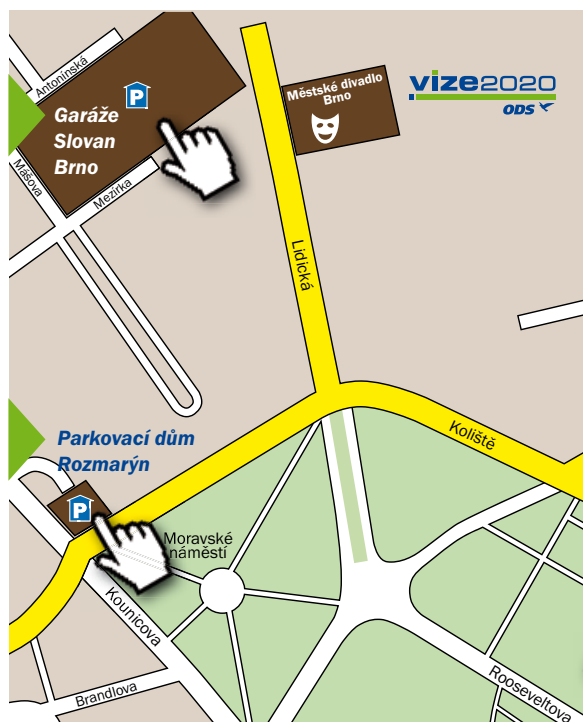 Antonínská
Garáže
Slovan
Brno
P
Městské divadlo
Brno
vize2020
ODS
Mášova
Mezírka
Lidická
Koliště
Parkovací dům
Rozmarýn
P
Moravské
náměstí
Kounicova
Brandlova
Rooseveltova